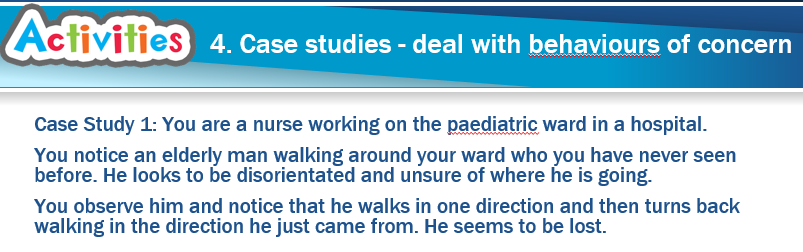 Activities
4. Case studies - deal with behaviours of concern
Case Study 1: You are a nurse working on the paediatric ward in a hospital.
You notice an elderly man walking around your ward who you have never seen
before. He looks to be disorientated and unsure of where he is going.
You observe him and notice that he walks in one direction and then turns back
walking in the direction he just came from. He seems to be lost.